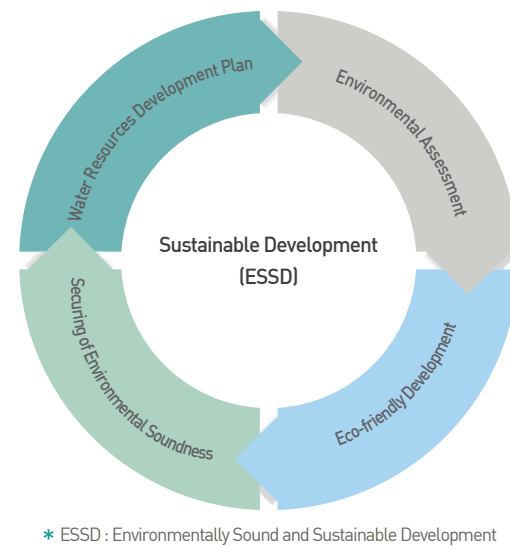 Water Resources Development Plan
Environmental Assessment
Sustainable Development
(ESSD)
Securing of Environmental Soundness
Eco-friendly Development
* ESSD : Environmentally Sound and Sustainable Development